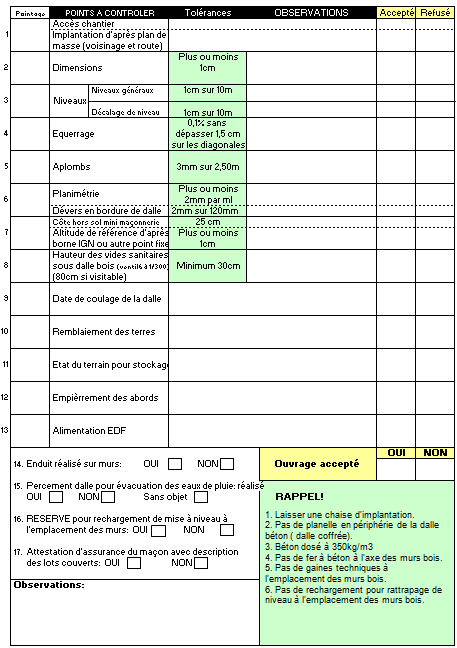 Pointage POINTS A CONTROLER Tolérances OBSERVATIONS Accepté Refusé
Accès chantier
1
Implantation d'après plan de
masse (voisinage et route)
2 Dimensions Plus ou moins
1cm
3 Niveaux Niveaux généraux 1cm sur 10m
Décalage de niveau 1cm sur 10m
4 Equerrage 0,1% sans
dépasser 1,5 cm
sur les diagonales
5 Aplombs 3mm sur 2,50m
6 Planimétrie Plus ou moins
2mm par ml
Dévers en bordure de dalle 2mm sur 120mm
Côte hors sol mini maçonnerie 25 cm
7 Altitude de référence d'après Plus ou moins
borne IGN ou autre point fixe 1cm
Hauteur des vides sanitaires
8 sous dalle bois (ventilé à 1/300) Minimum 30cm
(80cm si visitable)
9 Date de coulage de la dalle
10 Remblaiement des terres
11 Etat du terrain pour stockage
12 Empièrrement des abords
13 Alimentation EDF
OUI NON
14. Enduit réalisé sur murs: OUI NON
Ouvrage accepté
15. Percement dalle pour évacuation des eaux de pluie: réalisé
OUI NON Sans objet
16. RESERVE pour rechargement de mise à niveau à
l'emplacement des murs: OUI NON
17. Attestation d'assurance du maçon avec description
des lots couverts: OUI NON
Observations:
RAPPEL!
1. Laisser une chaise d'implantation.
2. Pas de planelle en périphérie de la dalle
béton ( dalle coffrée).
3. Béton dosé à 350kg/m3
4. Pas de fer à béton à l'axe des murs bois.
5. Pas de gaines techniques à
l'emplacement des murs bois.
6. Pas de rechargement pour rattrapage de
niveau à l'emplacement des murs bois.